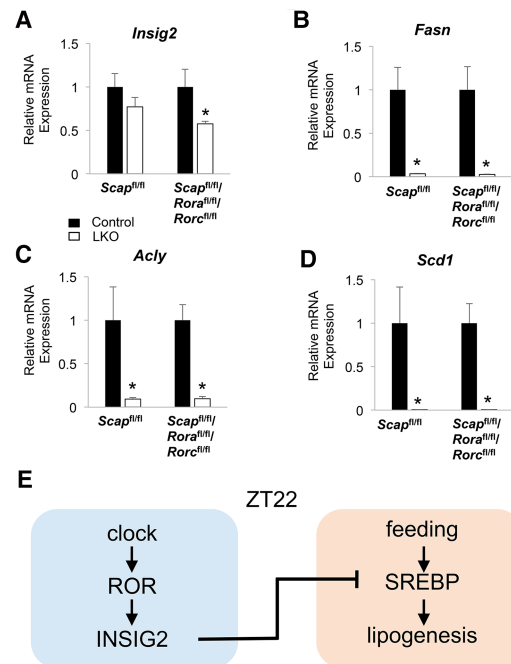 A
Insig2
Relative mRNA
Expression
1.5
1
0.5
0
*
Scapfl/fl
Scapfl/fl/
Rorafl/fl/
Rorcfl/fl
Control
LKO
B
Fasn
Relative mRNA
Expression
1.5
1
0.5
0
*
*
Scapfl/fl
Scapfl/fl/
Rorafl/fl/
Rorcfl/fl
C
Acly
Relative mRNA
Expression
1.5
1
0.5
0
*
*
Scapfl/fl
Scapfl/fl/
Rorafl/fl/
Rorcfl/fl
D
Scd1
Relative mRNA
Expression
1.5
1
0.5
0
*
*
Scapfl/fl
Scapfl/fl/
Rorafl/fl/
Rorcfl/fl
E
ZT22
clock
ROR
INSIG2
feeding
SREBP
lipogenesis